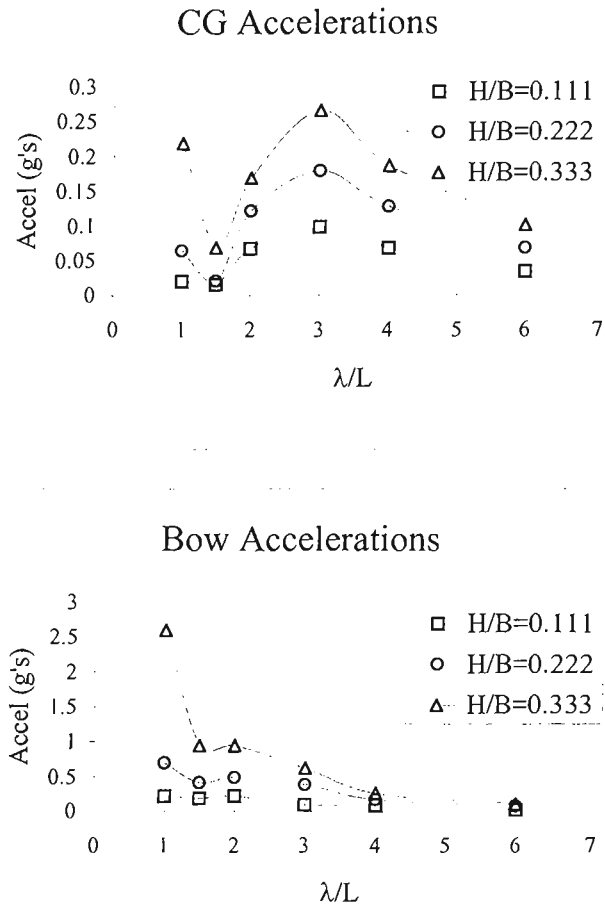 CG Accelerations
0.3
0.25
0.2
0.15
0.1
0.05
0
Accel (g's)
H/B=0.111
H/B=0.222
H/B=0.333
0 1 2 3 4 5 6 7
λ/L
Bow Accelerations
3
2.5
2
1.5
1
0.5
0
Accel (g's)
H/B=0.111
H/B=0.222
H/B=0.333
0 1 2 3 4 5 6 7
λ/L